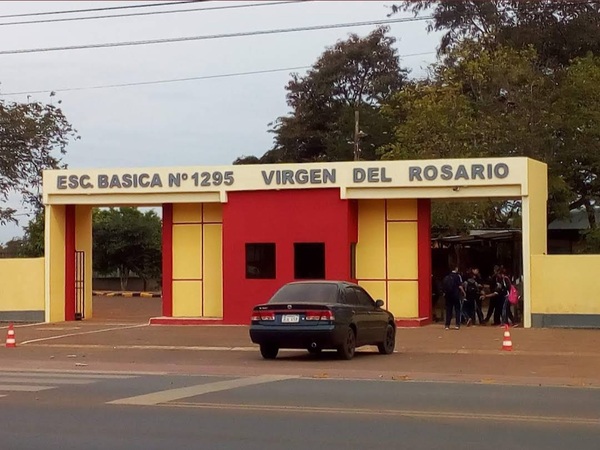 ESC. BASICA Nº 1295 VIRGEN DEL ROSARIO